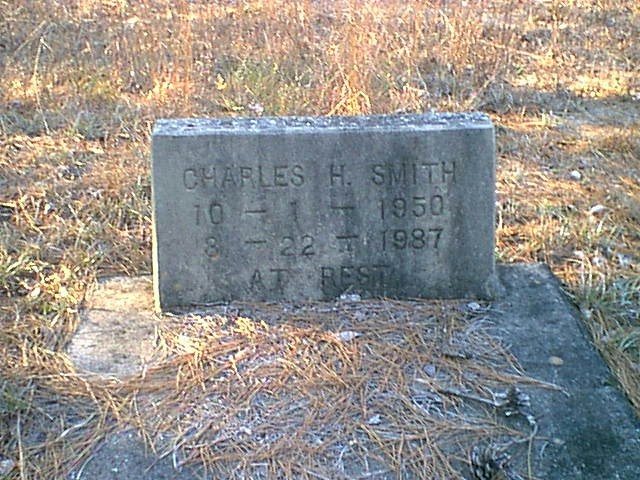 CHARLES H. SMITH
10 — 1 — 1950
8 — 22 — 1987
AT REST